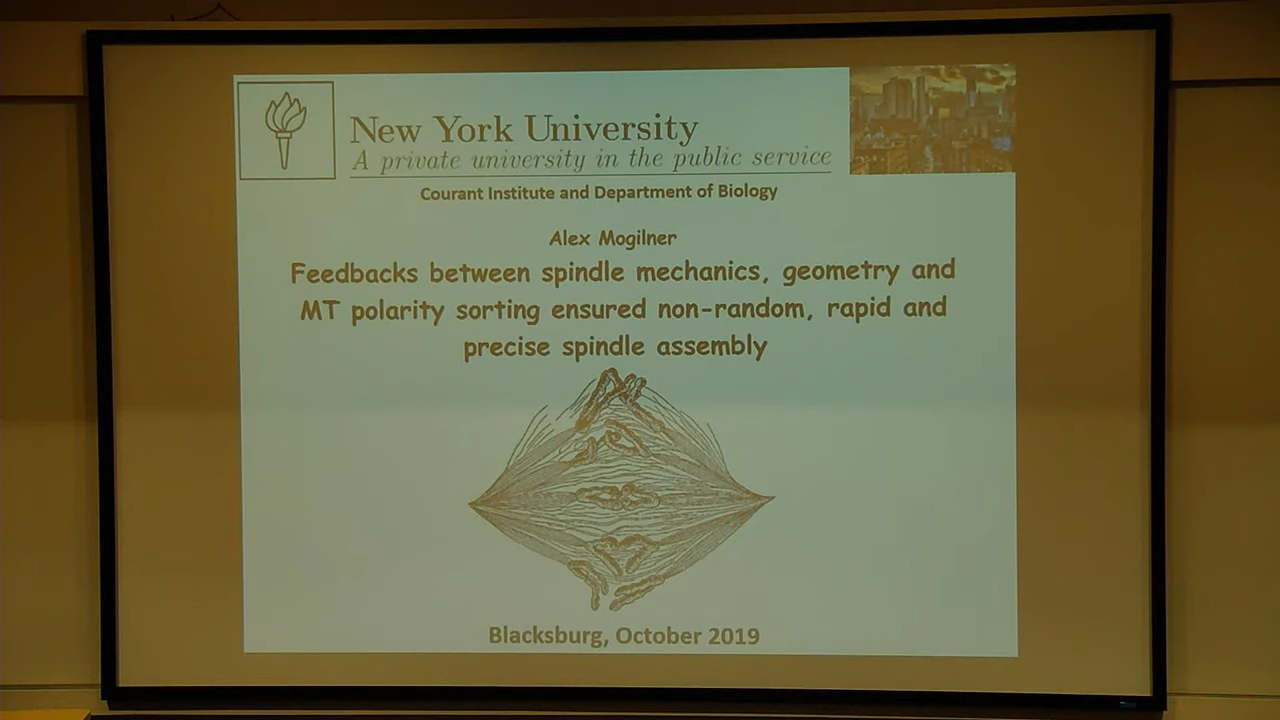 New York University
A private university in the public service
Courant Institute and Department of Biology
Alex Mogilner
Feedbacks between spindle mechanics, geometry and
MT polarity sorting ensured non-random, rapid and
precise spindle assembly
Blacksburg, October 2019